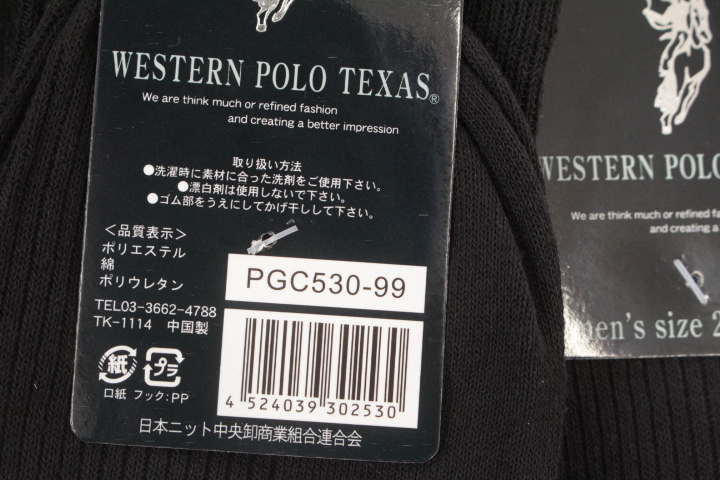 WESTERN POLO TEXAS®
We are think much or refined fashion
and creating a better impression
取り扱い方法
●洗濯時に素材に合った洗剤をご使用下さい。
●漂白剤は使用しないで下さい。
●ゴム部をうえにしてかげ干しして下さい。
＜品質表示＞
ポリエステル
綿
ポリウレタン
TEL03-3662-4788
TK-1114 中国製
紙 プラ
口紙 フック:PP
PGC530-99
4 524039 302530
日本ニット中央卸商業組合連合会
WESTERN POLO
We are think much or refined
and creating a
men's size 2